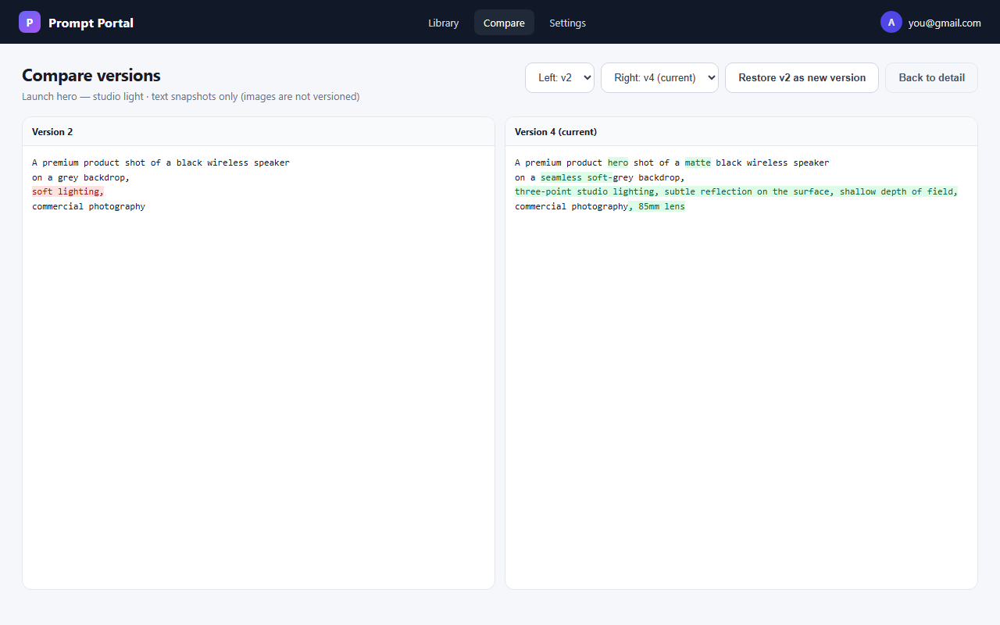 P Prompt Portal Library Compare Settings A you@gmail.com
Compare versions
Left: v2 Right: v4 (current) Restore v2 as new version Back to detail
Launch hero — studio light · text snapshots only (images are not versioned)
Version 2
A premium product shot of a black wireless speaker
on a grey backdrop,
soft lighting,
commercial photography
Version 4 (current)
A premium product hero shot of a matte black wireless speaker
on a seamless soft-grey backdrop,
three-point studio lighting, subtle reflection on the surface, shallow depth of field,
commercial photography, 85mm lens